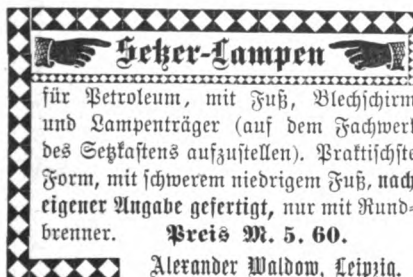 Setzer-Lampen
für Petroleum, mit Fuß, Blechschirm
und Lampenträger (auf dem Fachwerk
des Setzkastens aufzustellen). Praktischste
Form, mit schwerem niedrigem Fuß, nach
eigener Angabe gefertigt, nur mit Rund-
brenner. Preis M. 5. 60.
Alexander Waldow, Leipzig.